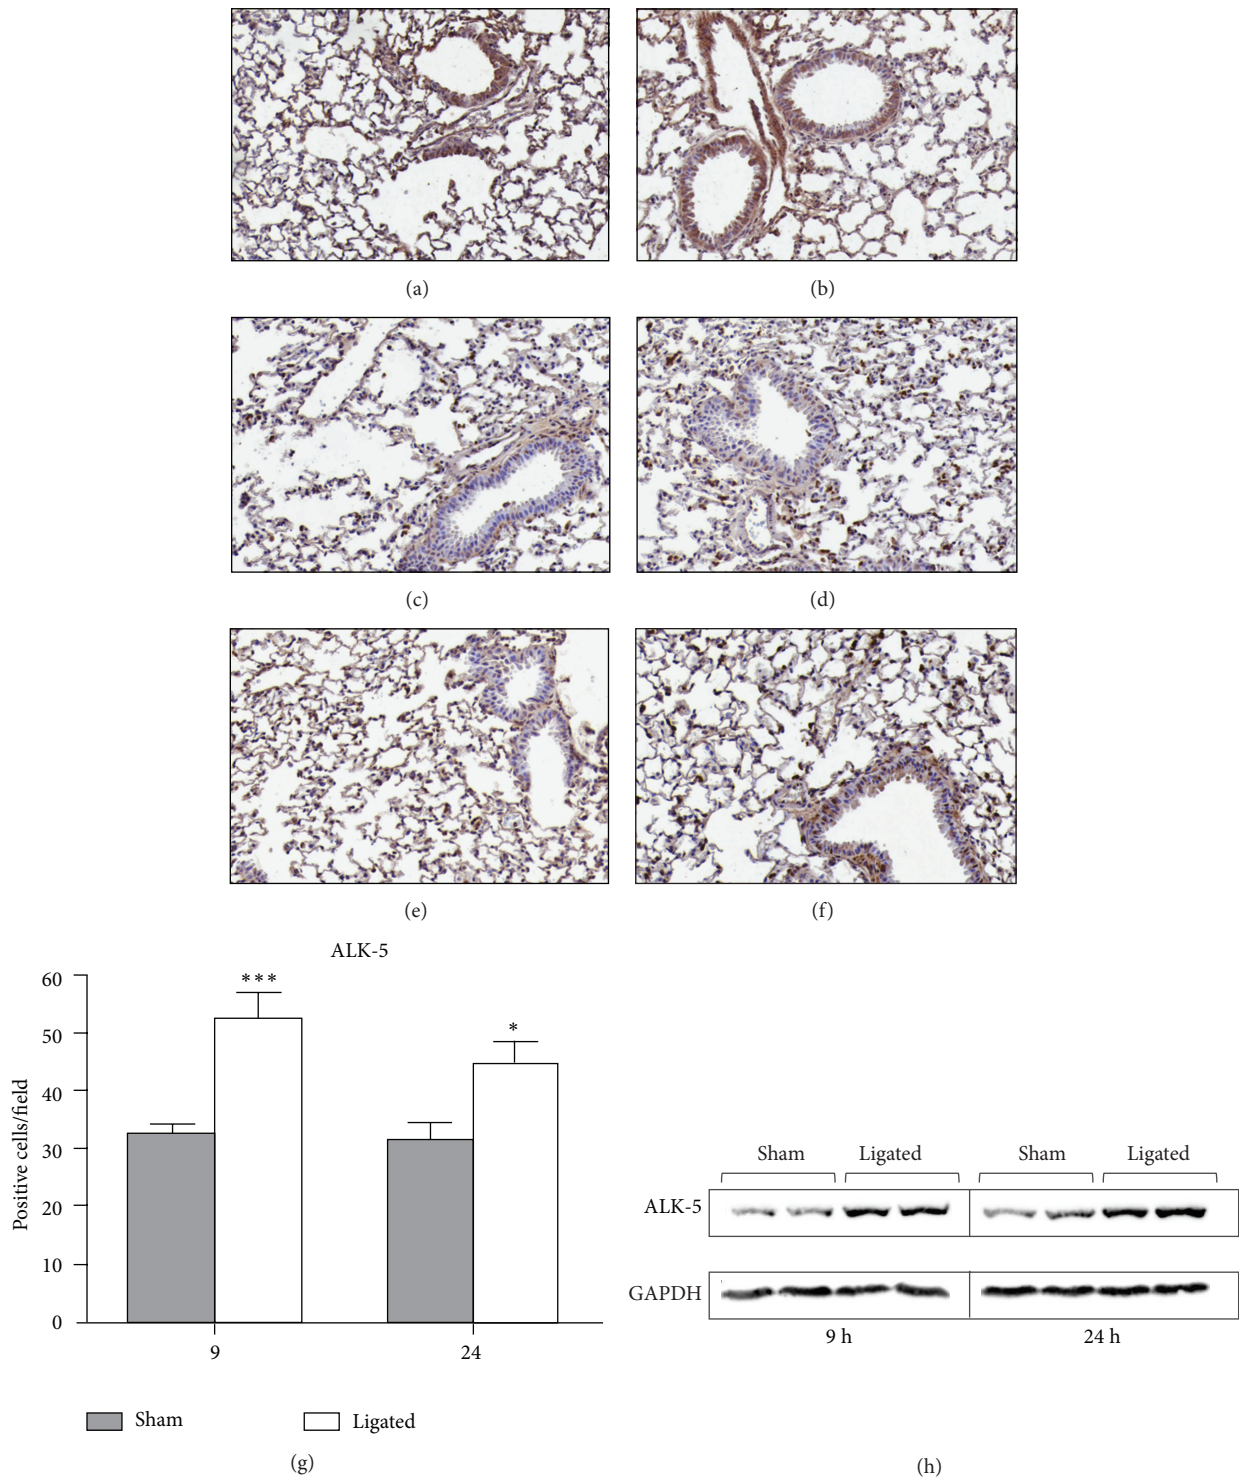 (a)
(b)
(c)
(d)
(e)
(f)
ALK-5
60
50
40
30
20
10
0
Positive cells/field
***
*
9
24
Sham
Ligated
(g)
Sham
Ligated
Sham
Ligated
ALK-5
GAPDH
9 h
24 h
(h)